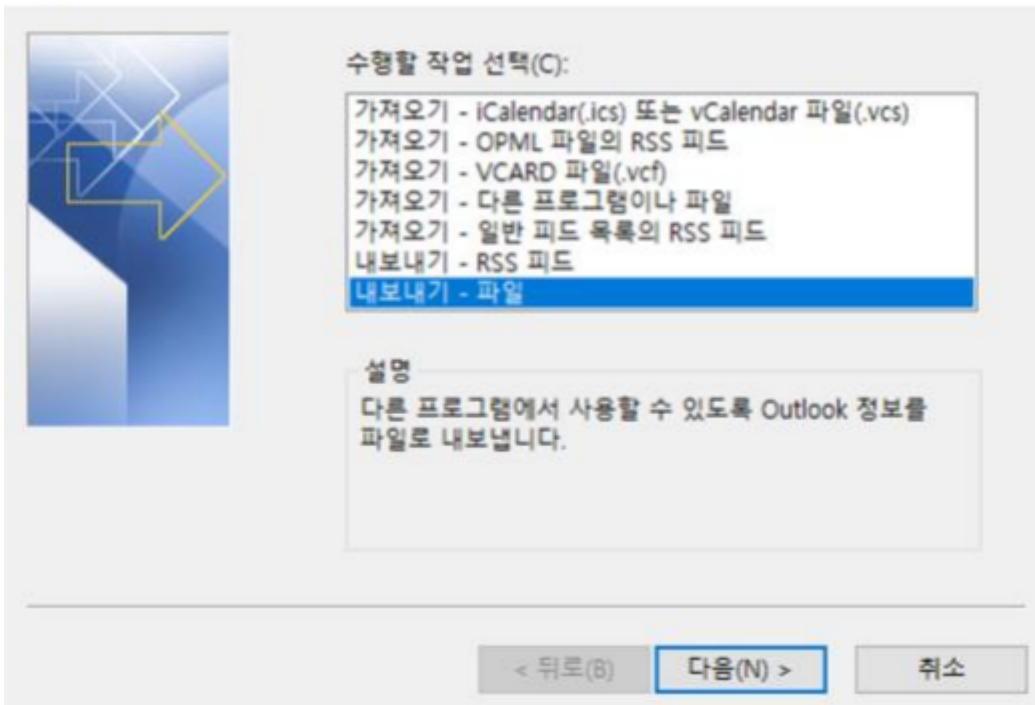 수행할 작업 선택(C):
가져오기 - iCalendar(.ics) 또는 vCalendar 파일(.vcs)
가져오기 - OPML 파일의 RSS 피드
가져오기 - VCARD 파일(.vcf)
가져오기 - 다른 프로그램이나 파일
가져오기 - 일반 피드 목록의 RSS 피드
내보내기 - RSS 피드
내보내기 - 파일
설명
다른 프로그램에서 사용할 수 있도록 Outlook 정보를
파일로 내보냅니다.
< 뒤로(B) 다음(N) > 취소